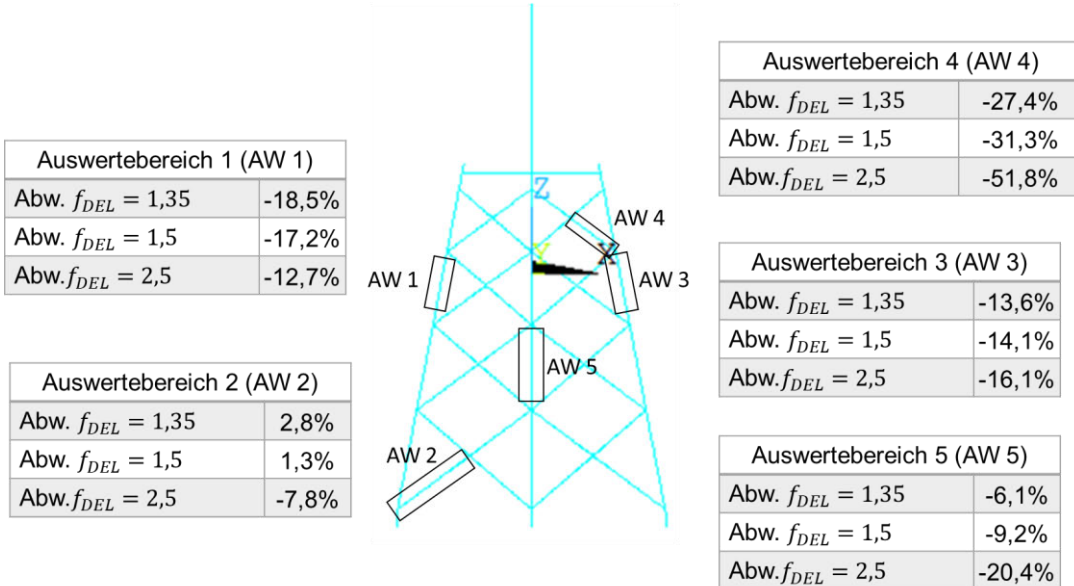 Auswertebereich 1 (AW 1)
Abw. f_DEL = 1,35 -18,5%
Abw. f_DEL = 1,5 -17,2%
Abw.f_DEL = 2,5 -12,7%
Auswertebereich 2 (AW 2)
Abw. f_DEL = 1,35 2,8%
Abw. f_DEL = 1,5 1,3%
Abw.f_DEL = 2,5 -7,8%
Z
Y
X
AW 4
AW 1
AW 3
AW 5
AW 2
Auswertebereich 4 (AW 4)
Abw. f_DEL = 1,35 -27,4%
Abw. f_DEL = 1,5 -31,3%
Abw.f_DEL = 2,5 -51,8%
Auswertebereich 3 (AW 3)
Abw. f_DEL = 1,35 -13,6%
Abw. f_DEL = 1,5 -14,1%
Abw.f_DEL = 2,5 -16,1%
Auswertebereich 5 (AW 5)
Abw. f_DEL = 1,35 -6,1%
Abw. f_DEL = 1,5 -9,2%
Abw.f_DEL = 2,5 -20,4%